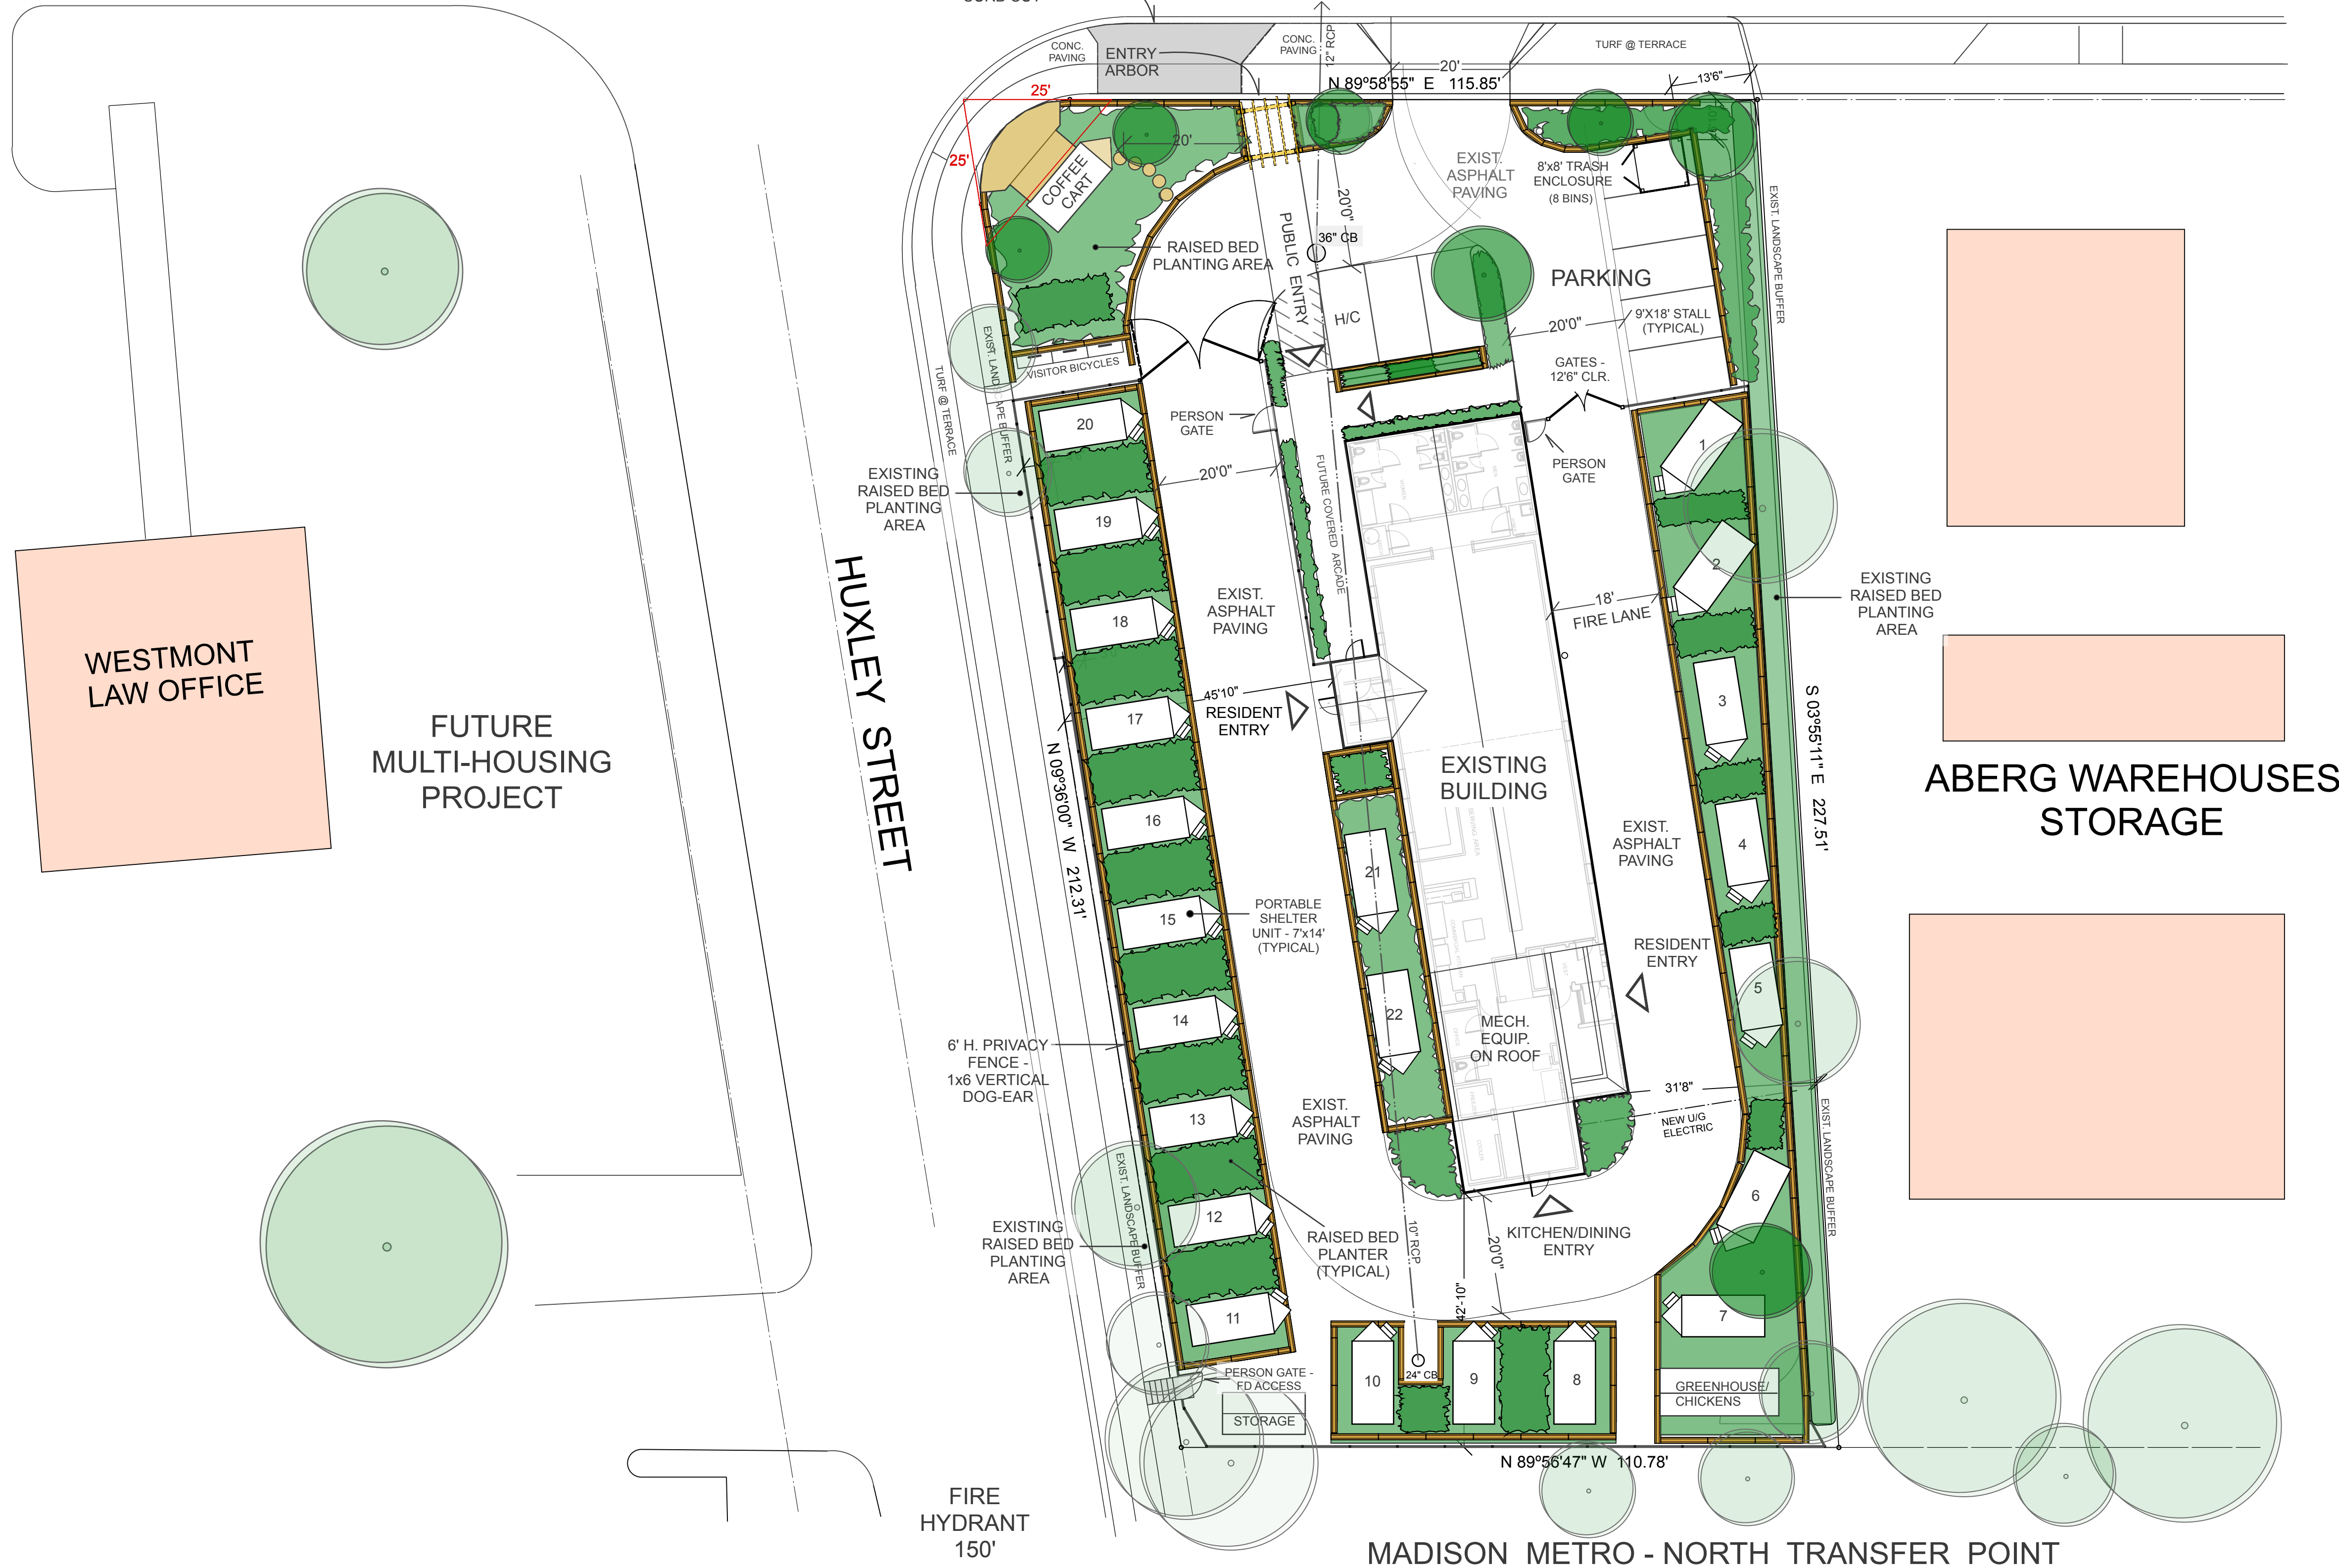 CONC.
PAVING
ENTRY
ARBOR
CONC.
PAVING
12" RCP
TURF @ TERRACE
20'
13'6"
N 89º58'55" E 115.85'
25'
25'
20'
COFFEE
CART
EXIST.
ASPHALT
PAVING
8'x8' TRASH
ENCLOSURE
(8 BINS)
EXIST. LANDSCAPE BUFFER
20'0"
PUBLIC ENTRY
36" CB
RAISED BED
PLANTING AREA
PARKING
H/C
20'0"
9'X18' STALL
(TYPICAL)
GATES -
12'6" CLR.
VISITOR BICYCLES
TURF @ TERRACE
PERSON
GATE
PERSON
GATE
20
1
EXISTING
RAISED BED
PLANTING
AREA
20'0"
FUTURE COVERED ARCADE
19
2
EXISTING
RAISED BED
PLANTING
AREA
HUXLEY STREET
EXIST.
ASPHALT
PAVING
18'
FIRE LANE
18
WESTMONT
LAW OFFICE
FUTURE
MULTI-HOUSING
PROJECT
45'10"
RESIDENT
ENTRY
3
S 03º55'11" E 227.51'
17
N 09º36'00" W 212.31'
EXISTING
BUILDING
ABERG WAREHOUSES
STORAGE
16
SERVING AREA
EXIST.
ASPHALT
PAVING
4
21
15
PORTABLE
SHELTER
UNIT - 7'x14'
(TYPICAL)
RESIDENT
ENTRY
5
14
22
MECH.
EQUIP.
ON ROOF
6' H. PRIVACY
FENCE -
1x6 VERTICAL
DOG-EAR
31'8"
NEW U/G
ELECTRIC
13
EXIST.
ASPHALT
PAVING
COOLER
EXIST. LANDSCAPE BUFFER
EXIST. LANDSCAPE BUFFER
6
12
EXISTING
RAISED BED
PLANTING
AREA
RAISED BED
PLANTER
(TYPICAL)
10" RCP
20'0"
KITCHEN/DINING
ENTRY
42'-10"
11
7
PERSON GATE -
FD ACCESS
STORAGE
10
24" CB
9
8
GREENHOUSE/
CHICKENS
N 89º56'47" W 110.78'
FIRE
HYDRANT
150'
MADISON METRO - NORTH TRANSFER POINT